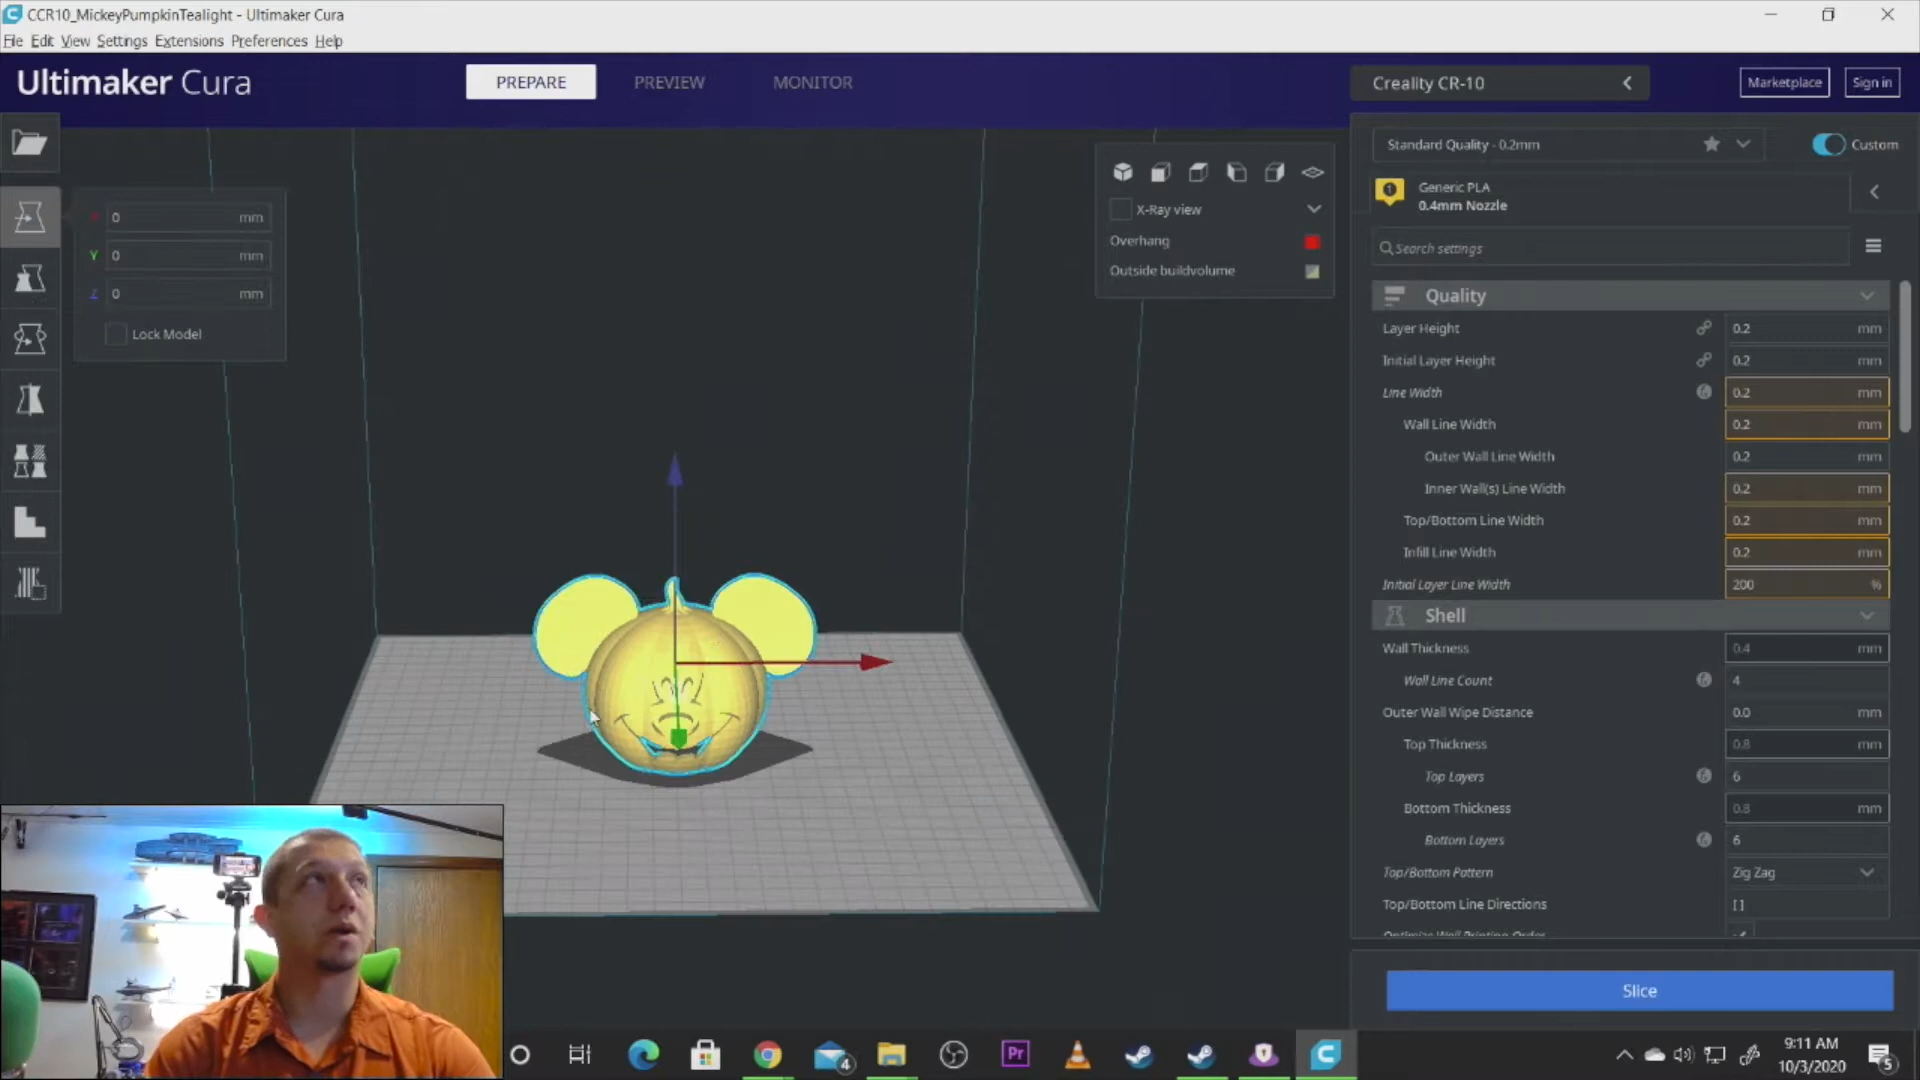 CCR10_MickeyPumpkinTealight - Ultimaker Cura
File Edit View Settings Extensions Preferences Help
Ultimaker Cura
PREPARE
PREVIEW
MONITOR
Creality CR-10
Marketplace
Sign in
Standard Quality - 0.2mm
Custom
Generic PLA
0.4mm Nozzle
Search settings
X 0 mm
Y 0 mm
Z 0 mm
Lock Model
X-Ray view
Overhang
Outside buildvolume
Quality
Layer Height 0.2 mm
Initial Layer Height 0.2 mm
Line Width 0.2 mm
Wall Line Width 0.2 mm
Outer Wall Line Width 0.2 mm
Inner Wall(s) Line Width 0.2 mm
Top/Bottom Line Width 0.2 mm
Infill Line Width 0.2 mm
Initial Layer Line Width 200 %
Shell
Wall Thickness 0.4 mm
Wall Line Count 4
Outer Wall Wipe Distance 0.0 mm
Top Thickness 0.8 mm
Top Layers 6
Bottom Thickness 0.8 mm
Bottom Layers 6
Top/Bottom Pattern Zig Zag
Top/Bottom Line Directions [ ]
Optimize Wall Printing Order
Slice
4
Pr
9:11 AM
10/3/2020
5